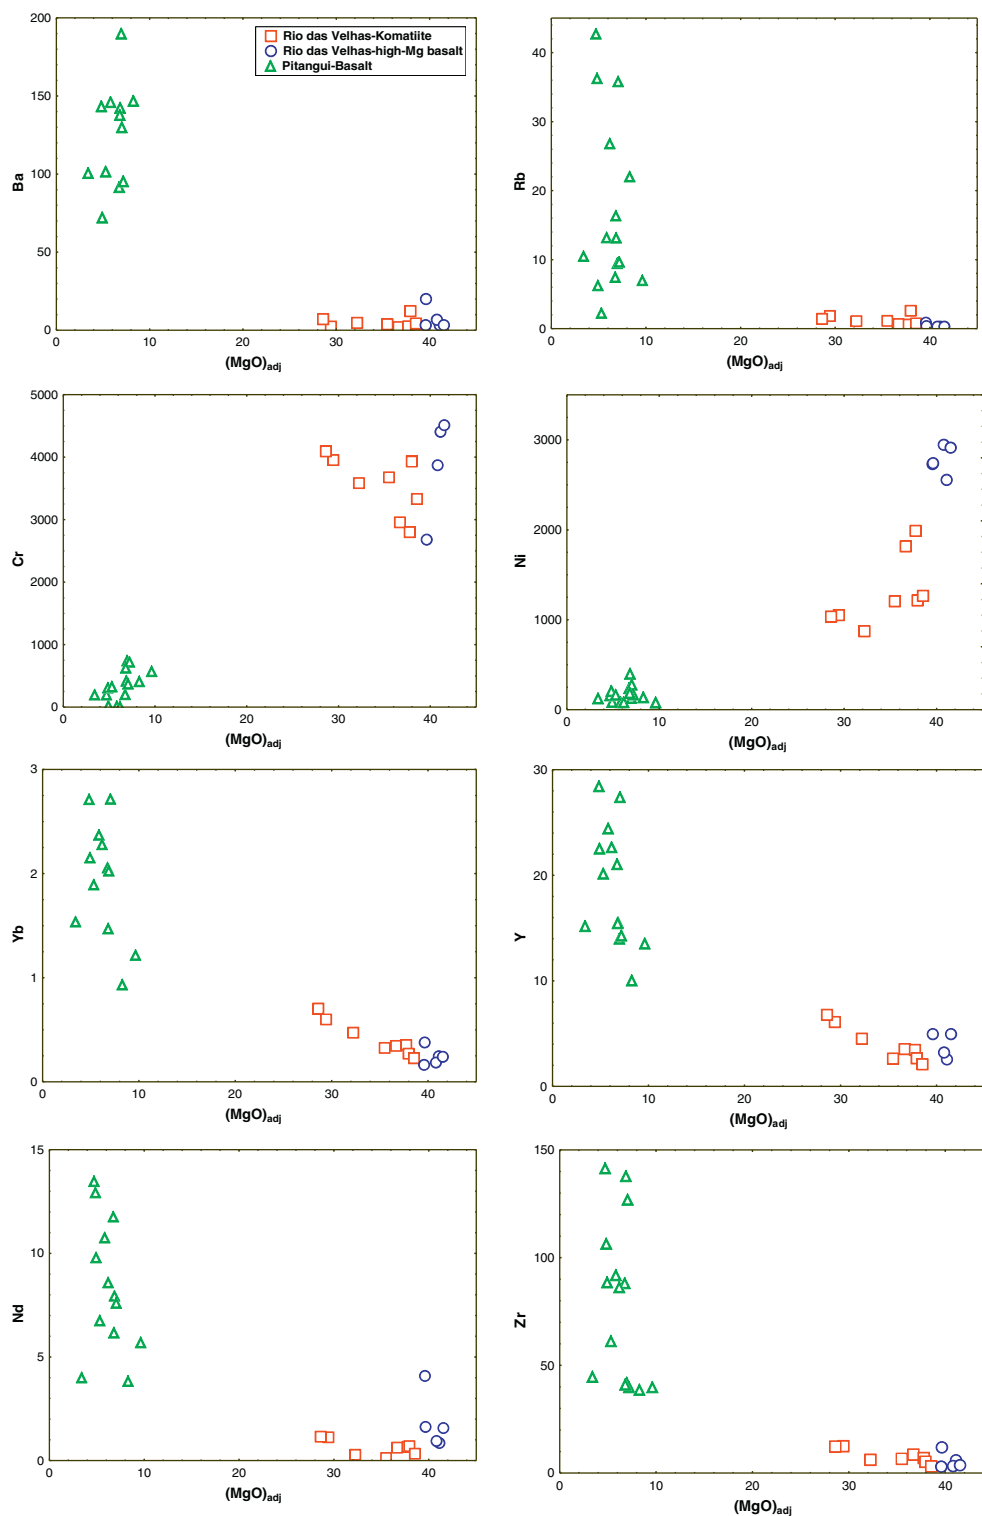 200
150
100
50
0
Ba
0 10 20 30 40
(MgO)adj
Rio das Velhas-Komatiite
Rio das Velhas-high-Mg basalt
Pitangui-Basalt
40
30
20
10
0
Rb
0 10 20 30 40
(MgO)adj
5000
4000
3000
2000
1000
0
Cr
0 10 20 30 40
(MgO)adj
3000
2000
1000
0
Ni
0 10 20 30 40
(MgO)adj
3
2
1
0
Yb
0 10 20 30 40
(MgO)adj
30
20
10
0
Y
0 10 20 30 40
(MgO)adj
15
10
5
0
Nd
0 10 20 30 40
(MgO)adj
150
100
50
0
Zr
0 10 20 30 40
(MgO)adj